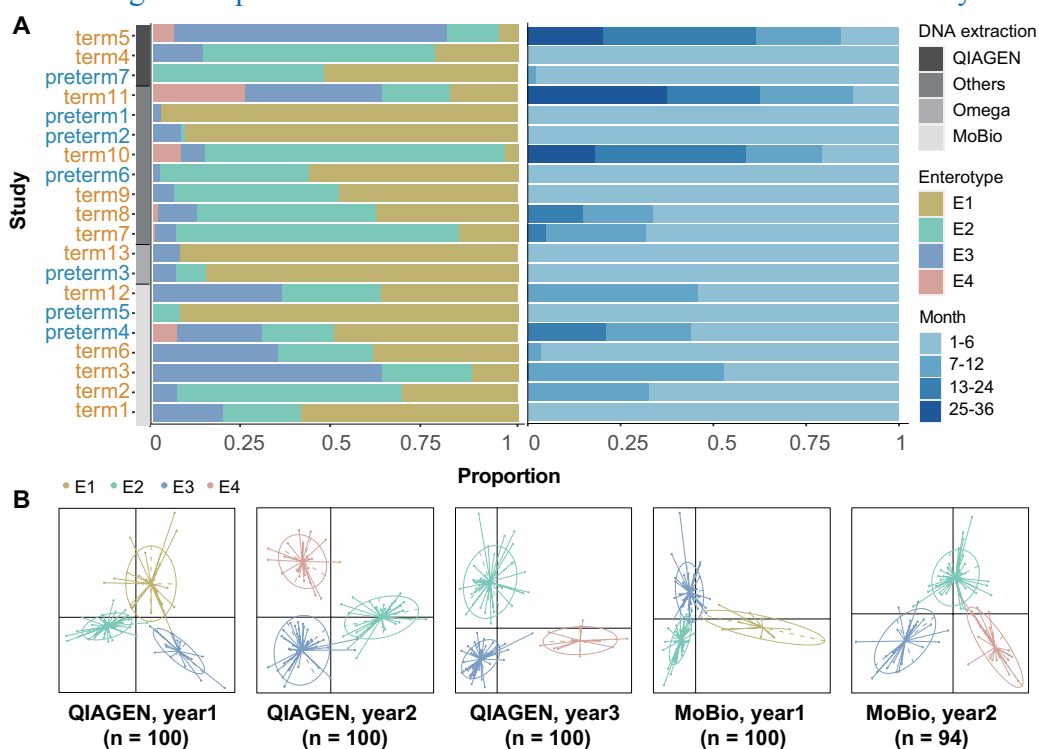 A
DNA extraction
QIAGEN
Others
Omega
MoBio
Enterotype
E1
E2
E3
E4
Month
1-6
7-12
13-24
25-36
Study
term5
term4
preterm7
term11
preterm1
preterm2
term10
preterm6
term9
term8
term7
term13
preterm3
term12
preterm5
preterm4
term6
term3
term2
term1
0 0.25 0.5 0.75 1 0 0.25 0.5 0.75 1
Proportion
B
E1 E2 E3 E4
QIAGEN, year1 QIAGEN, year2 QIAGEN, year3 MoBio, year1 MoBio, year2
(n = 100) (n = 100) (n = 100) (n = 100) (n = 94)